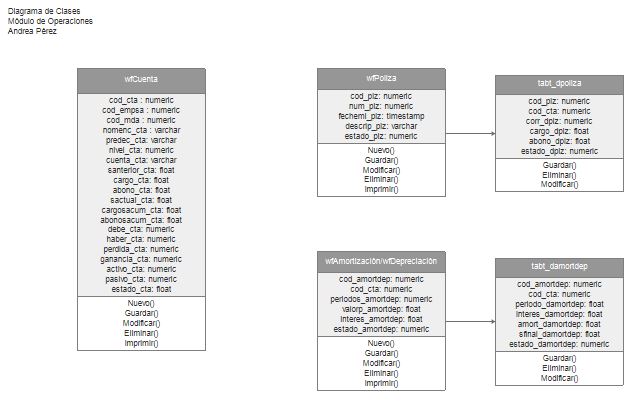 Diagrama de Clases
Módulo de Operaciones
Andrea Pérez
wfCuenta
cod_cta : numeric
cod_empsa : numeric
cod_mda : numeric
nomenc_cta : varchar
predec_cta: varchar
nivel_cta: numeric
cuenta_cta: varchar
santerior_cta: float
cargo_cta: float
abono_cta: float
sactual_cta: float
cargosacum_cta: float
abonosacum_cta: float
debe_cta: numeric
haber_cta: numeric
perdida_cta: numeric
ganancia_cta: numeric
activo_cta: numeric
pasivo_cta: numeric
estado_cta: float
Nuevo()
Guardar()
Modificar()
Eliminar()
Imprimir()
wfPoliza
cod_plz: numeric
num_plz: numeric
fechemi_plz: timestamp
descrip_plz: varchar
estado_plz: numeric
Nuevo()
Guardar()
Modificar()
Eliminar()
Imprimir()
tabt_dpoliza
cod_plz: numeric
cod_cta: numeric
corr_dplz: numeric
cargo_dplz: float
abono_dplz: float
estado_dplz: numeric
Guardar()
Eliminar()
Modificar()
wfAmortización/wfDepreciación
cod_amortdep: numeric
cod_cta: numeric
periodos_amortdep: numeric
valorp_amortdep: float
interes_amortdep: float
estado_amortdep: numeric
Nuevo()
Guardar()
Modificar()
Eliminar()
Imprimir()
tabt_damortdep
cod_amortdep: numeric
cod_cta: numeric
periodo_damortdep: float
interes_damortdep: float
amort_damortdep: float
sfinal_damortdep: float
estado_damortdep: numeric
Guardar()
Eliminar()
Modificar()